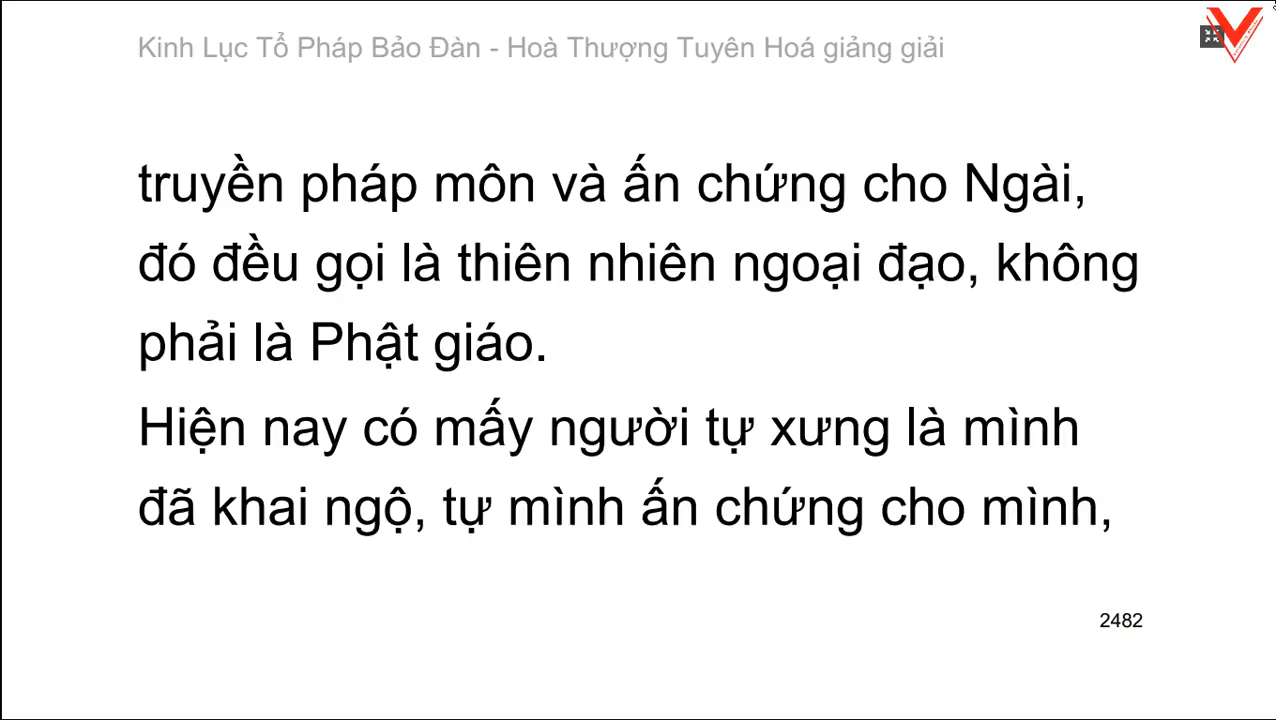 Kinh Lục Tổ Pháp Bảo Đàn - Hoà Thượng Tuyên Hoá giảng giải
truyền pháp môn và ấn chứng cho Ngài,
đó đều gọi là thiên nhiên ngoại đạo, không
phải là Phật giáo.
Hiện nay có mấy người tự xưng là mình
đã khai ngộ, tự mình ấn chứng cho mình,
2482